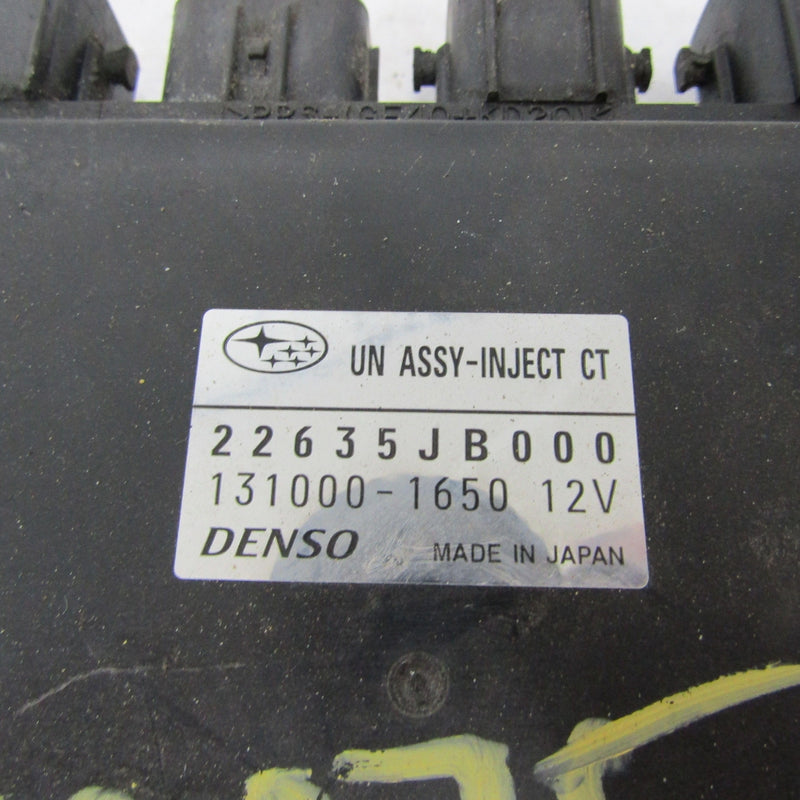 UN ASSY-INJECT CT
22635JB000
131000-1650 12V
DENSO MADE IN JAPAN